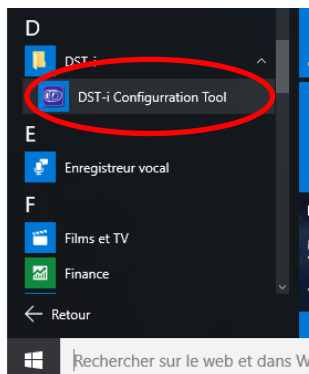 D
DST-i
DST-i Configurration Tool
E
Enregistreur vocal
F
Films et TV
Finance
Retour
Rechercher sur le web et dans W